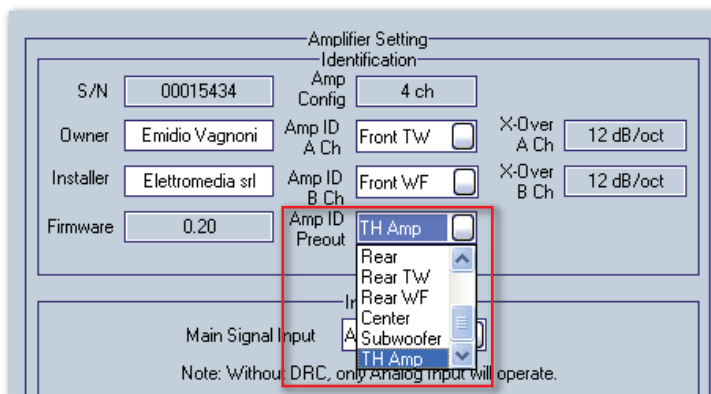 Amplifier Setting
Identification
S/N 00015434 Amp Config 4 ch
Owner Emidio Vagnoni Amp ID A Ch Front TW X-Over A Ch 12 dB/oct
Installer Elettromedia srl Amp ID B Ch Front WF X-Over B Ch 12 dB/oct
Firmware 0.20 Amp ID Preout TH Amp
Rear
Rear TW
Rear WF
Center
Subwoofer
TH Amp
Main Signal Input
Note: Without DRC, only Analog Input will operate.